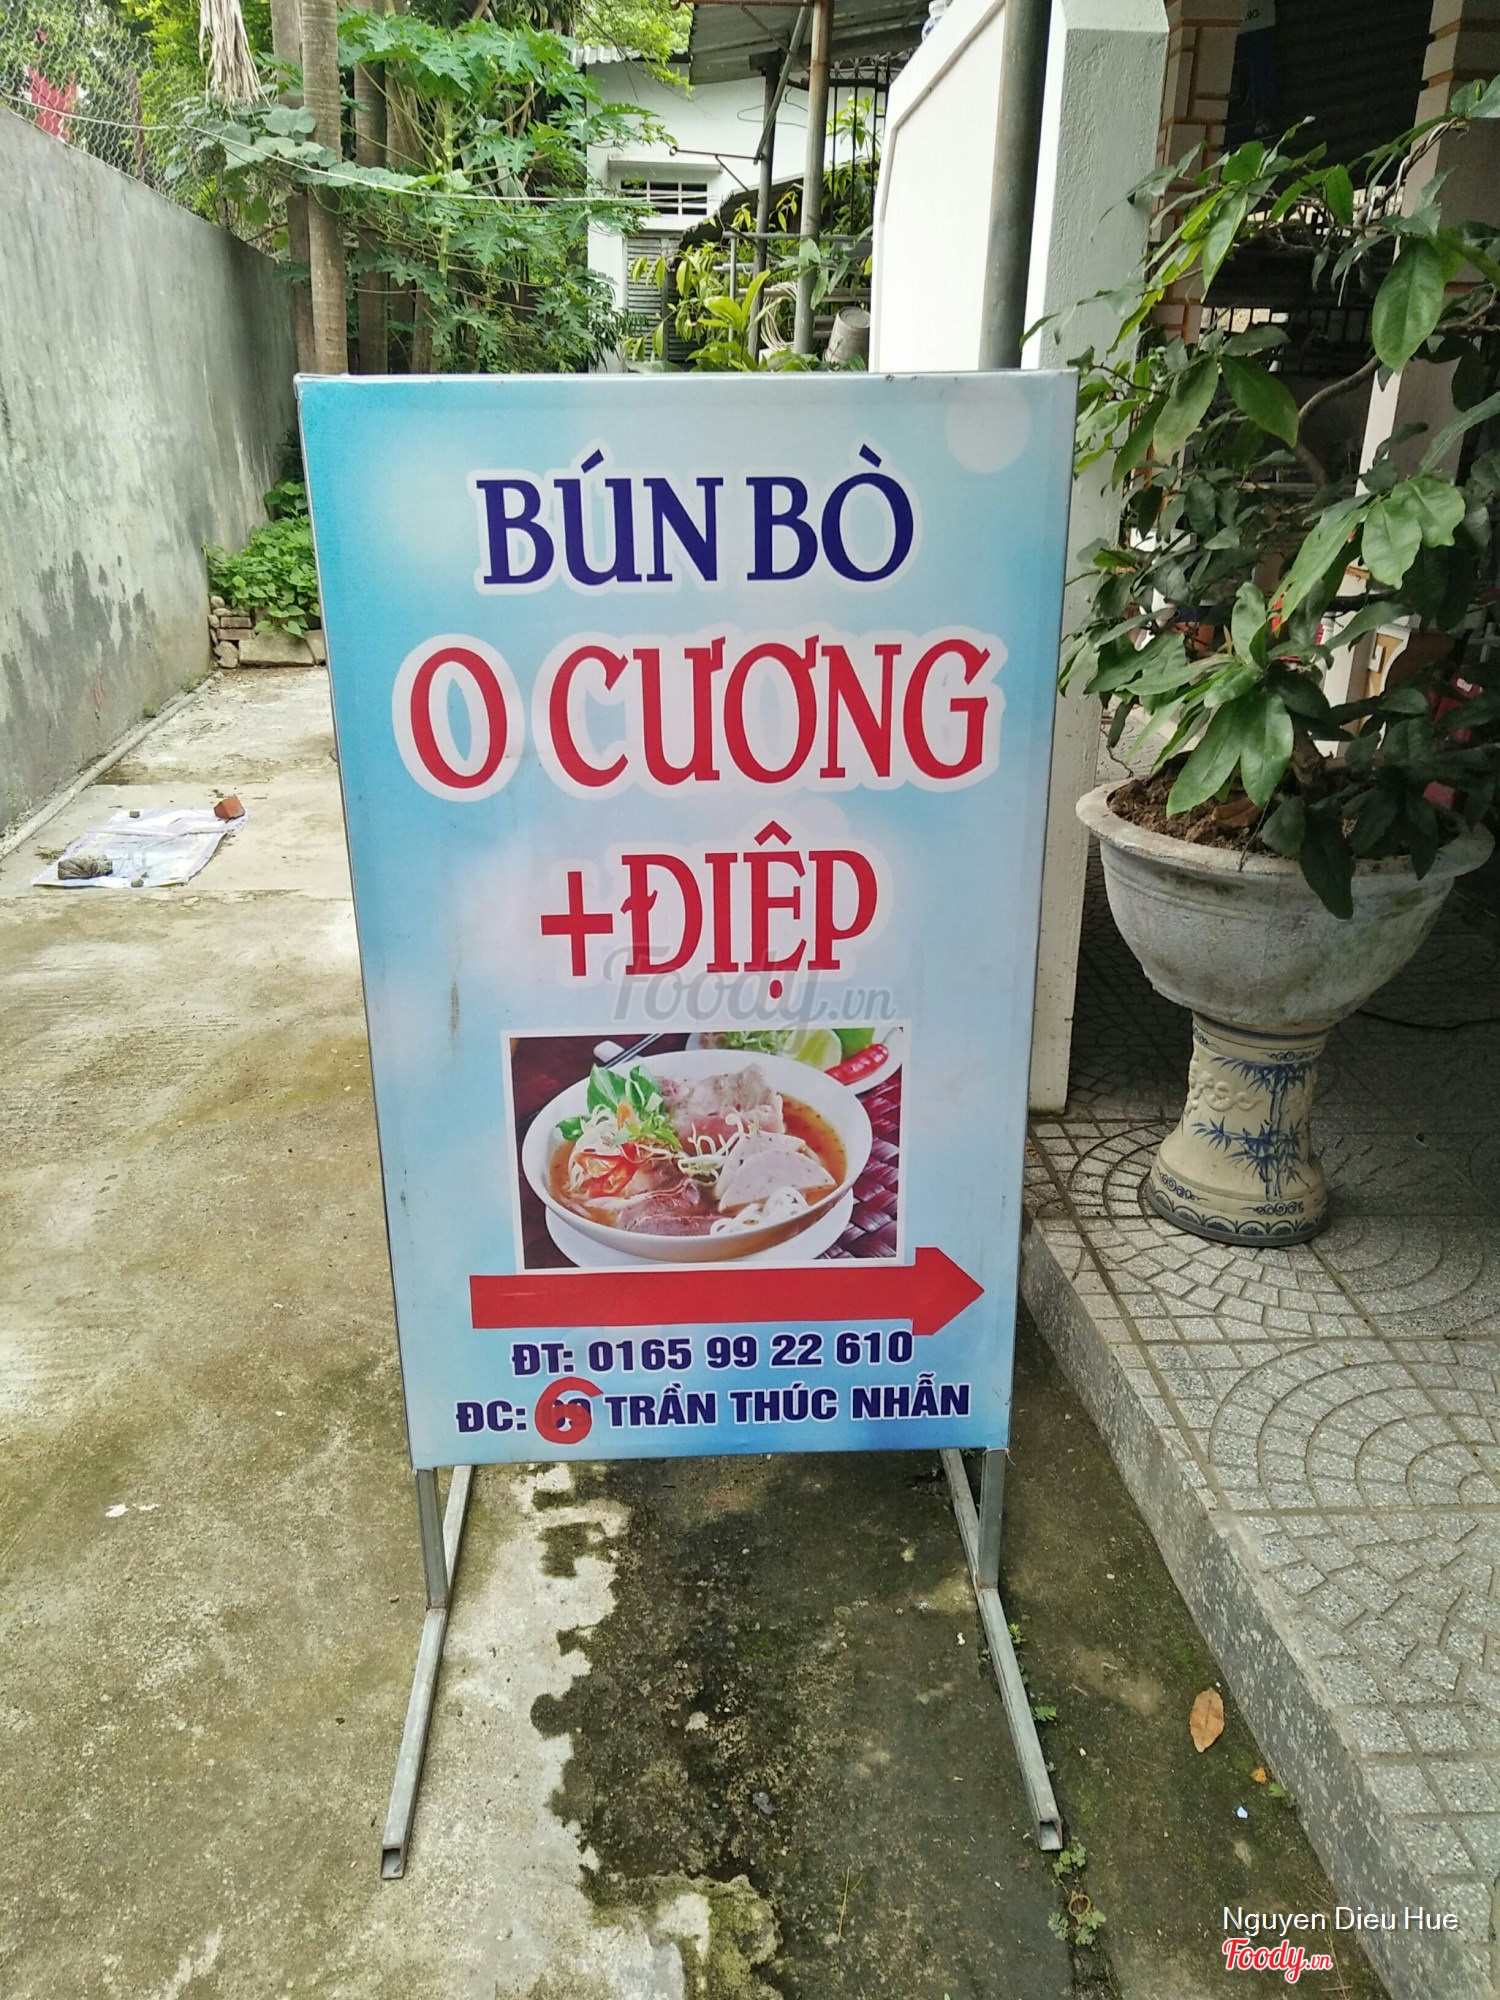 BÚN BÒ
O CƯƠNG
+ĐIỆP
Foody.vn
ĐT: 0165 99 22 610
ĐC: 6 TRẦN THÚC NHẪN
Nguyen Dieu Hue
Foody.vn